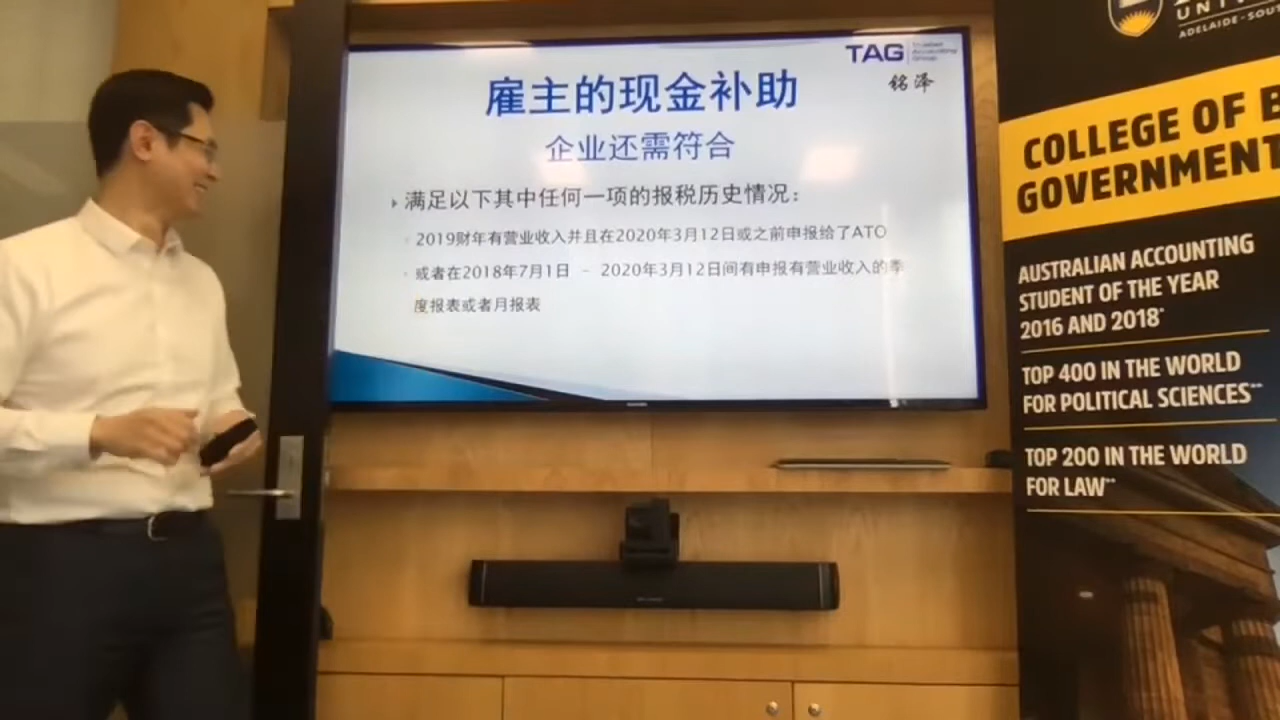 TAG
Trusted
Accounting
Group
铭泽
雇主的现金补助
企业还需符合
满足以下其中任何一项的报税历史情况：
2019财年有营业收入并且在2020年3月12日或之前申报给了ATO
或者在2018年7月1日 － 2020年3月12日间有申报有营业收入的季
度报表或者月报表
ADELAIDE · SOU
COLLEGE OF B
GOVERNMENT
AUSTRALIAN ACCOUNTING
STUDENT OF THE YEAR
2016 AND 2018*
TOP 400 IN THE WORLD
FOR POLITICAL SCIENCES**
TOP 200 IN THE WORLD
FOR LAW**